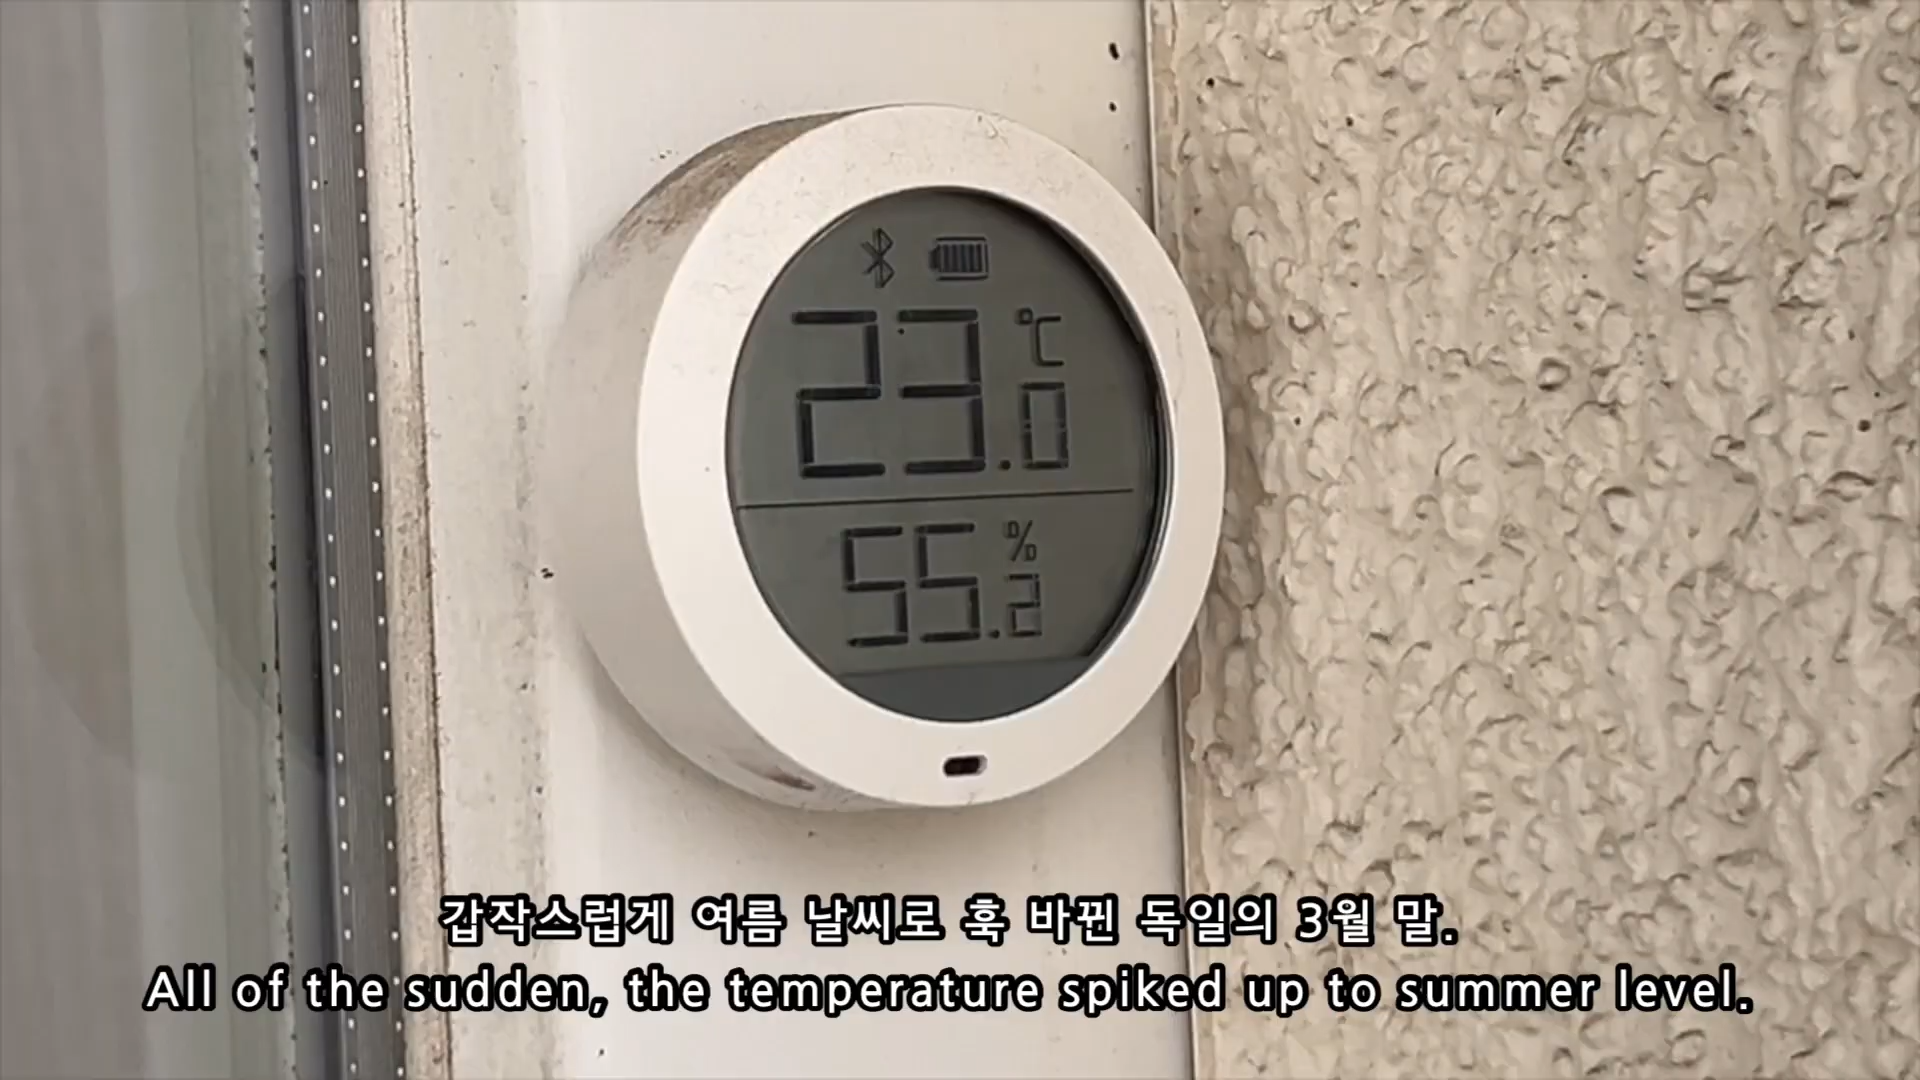 23.0 °C
55.2 %
갑작스럽게 여름 날씨로 훅 바뀐 독일의 3월 말.
All of the sudden, the temperature spiked up to summer level.